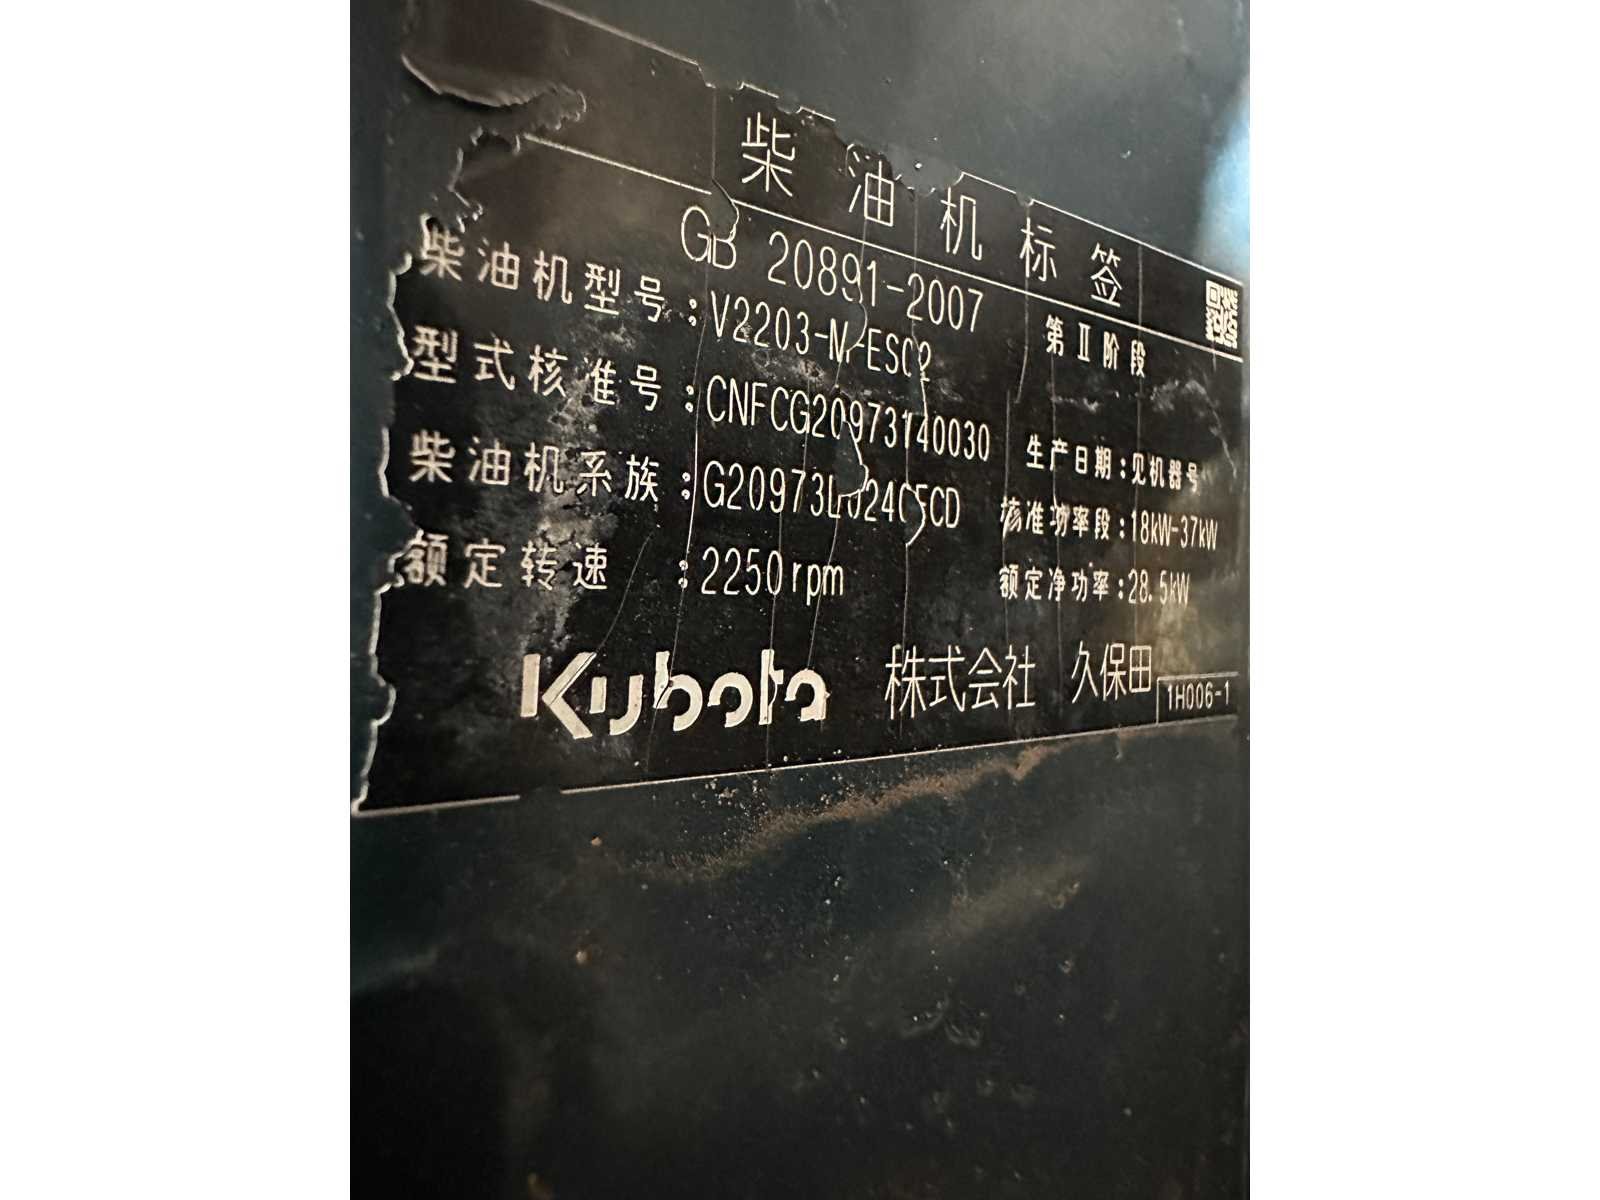 柴油机标签
GB 20891-2007 第Ⅱ阶段
柴油机型号：V2203-M-ES02
型式核准号：CNFCG20973140030 生产日期：见机器号
柴油机系族： 核准功率段：18kW-37kW
额定转速：2250rpm 额定净功率：28.5kW
Kubota 株式会社 久保田 1H006-1